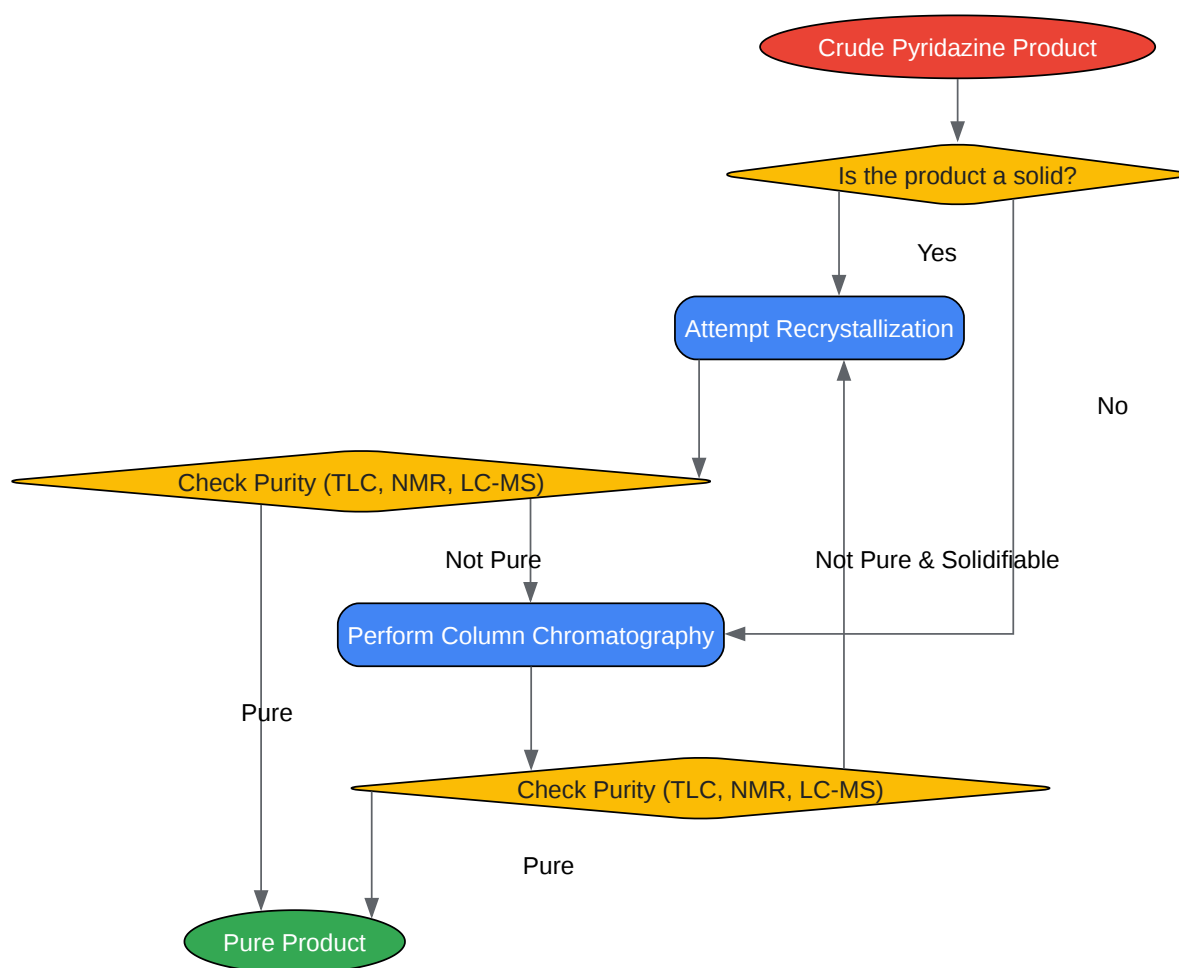 Crude Pyridazine Product
Is the product a solid?
Yes
Attempt Recrystallization
No
Check Purity (TLC, NMR, LC-MS)
Not Pure
Not Pure & Solidifiable
Perform Column Chromatography
Pure
Check Purity (TLC, NMR, LC-MS)
Pure
Pure Product